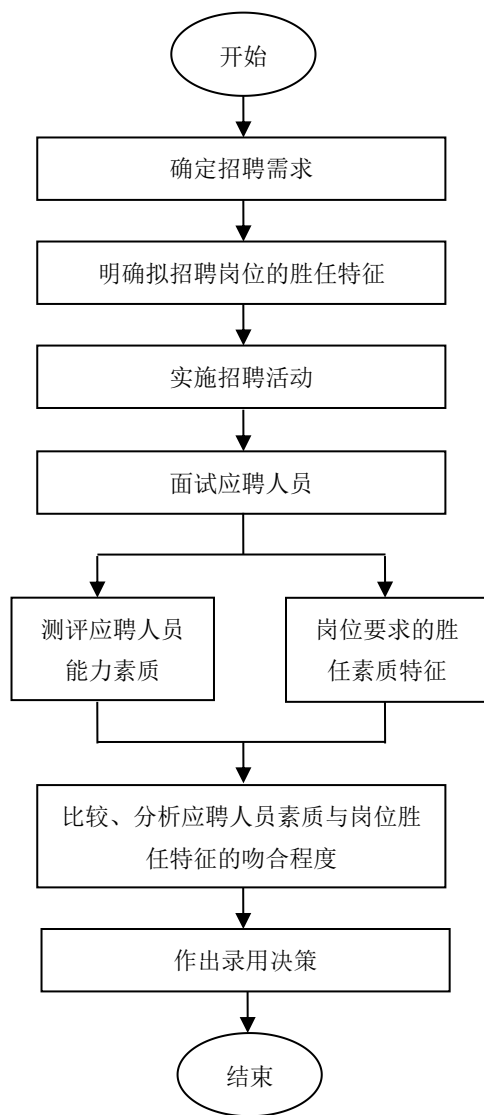 开始
确定招聘需求
明确拟招聘岗位的胜任特征
实施招聘活动
面试应聘人员
测评应聘人员
能力素质
岗位要求的胜
任素质特征
比较、分析应聘人员素质与岗位胜
任特征的吻合程度
作出录用决策
结束